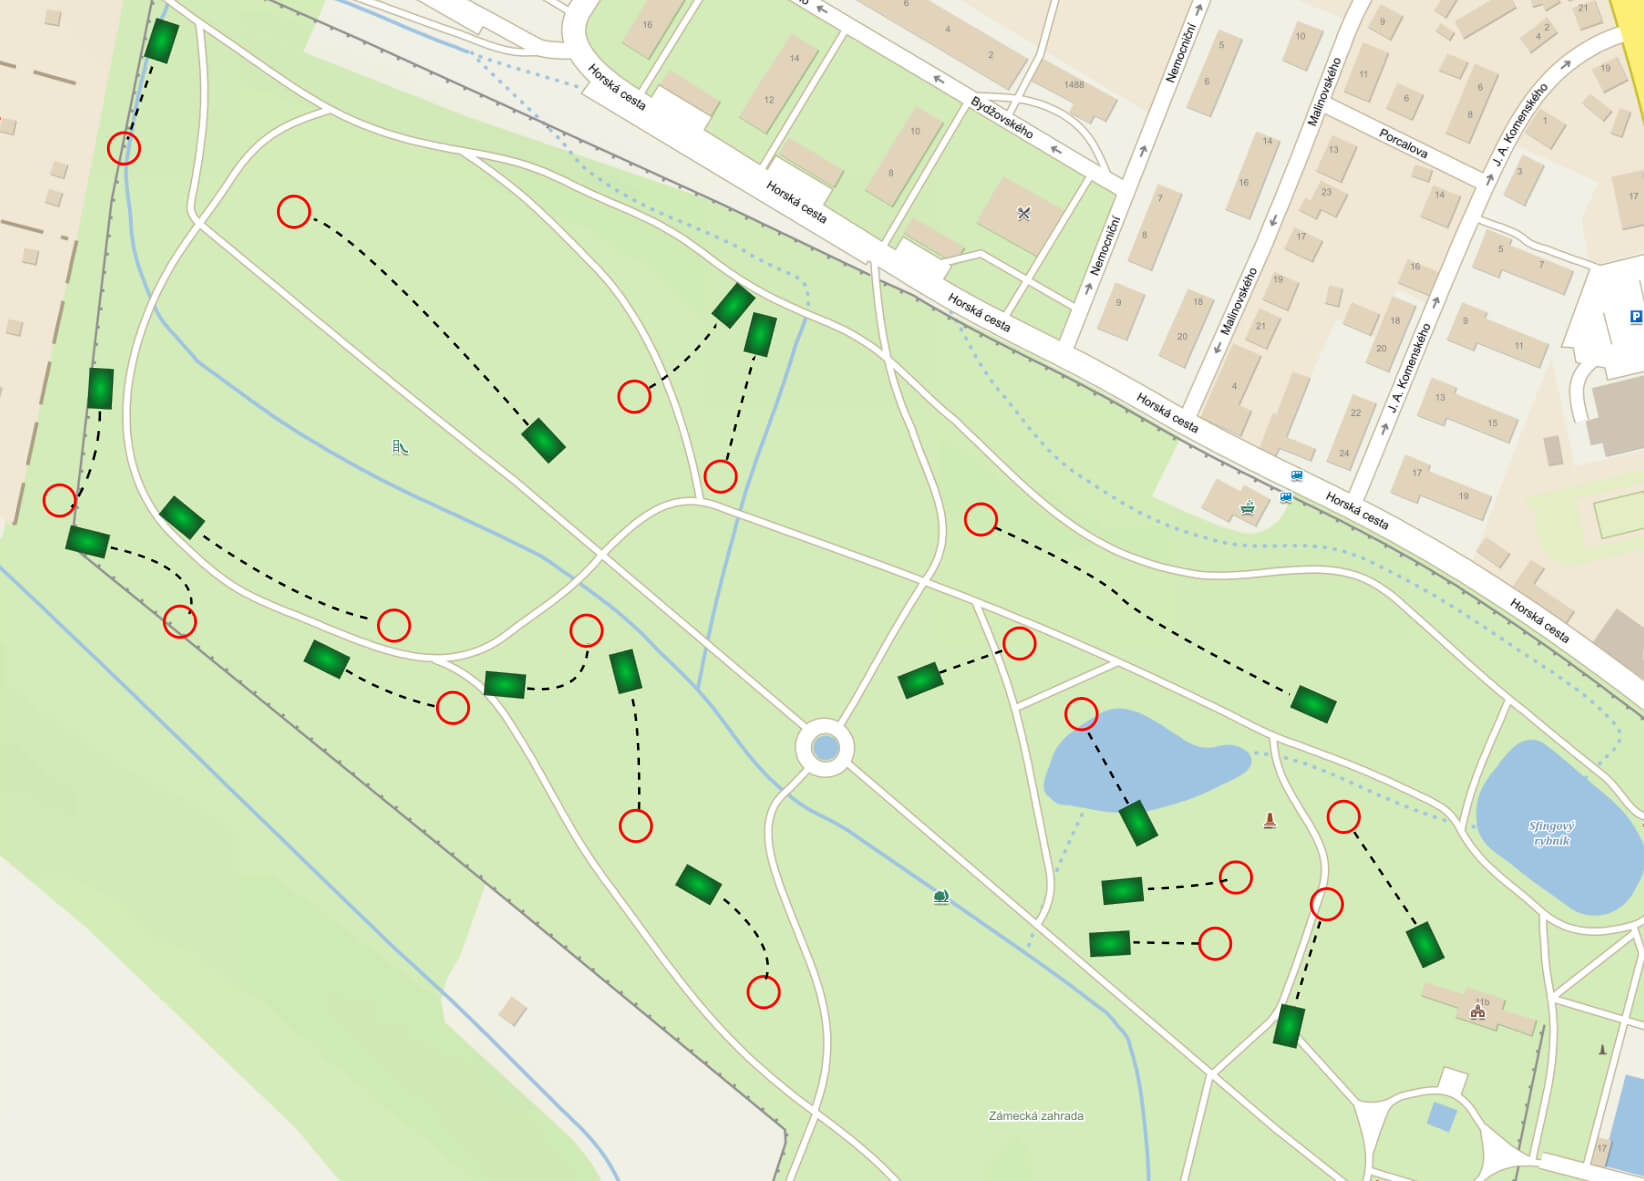 6
4
2
16
14
12
1488
Horská cesta
Bydžovského
10
8
Horská cesta
Nemocniční
5
6
10
Malinovského
9
11
6
6
8
21
2
4
19
1
J. A. Komenského
Porcalova
14
16
13
23
14
3
17
7
8
Nemocniční
9
18
20
17
19
21
4
Malinovského
16
18
20
5
7
9
11
P
J. A. Komenského
13
15
22
24
17
19
Horská cesta
Horská cesta
Horská cesta
Horská cesta
Sfingový
rybník
11b
Zámecká zahrada
17